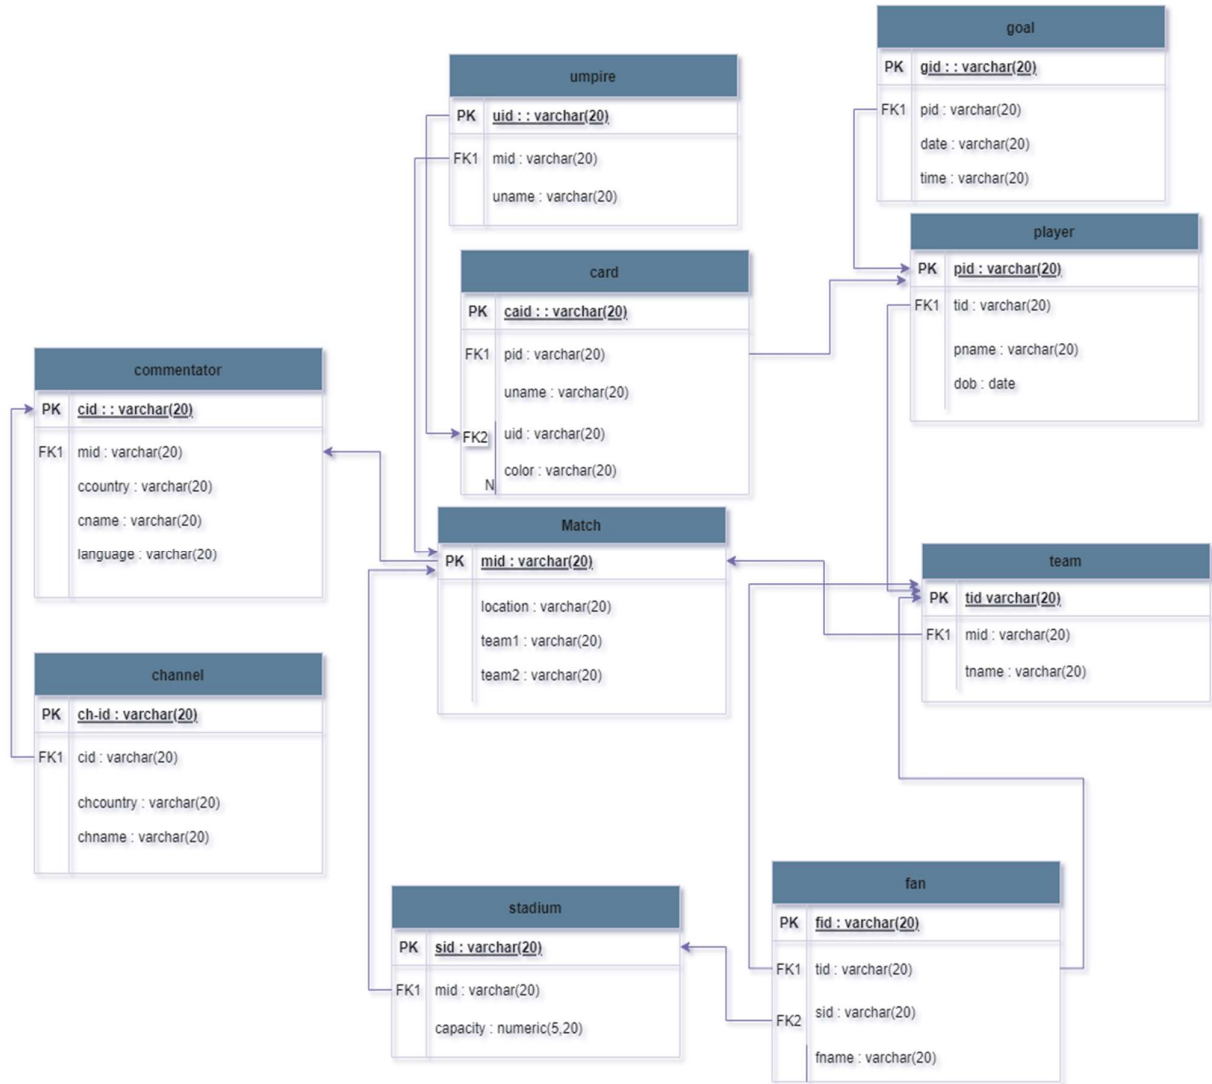 goal
PK gid : : varchar(20)
FK1 pid : varchar(20)
date : varchar(20)
time : varchar(20)
umpire
PK uid : : varchar(20)
FK1 mid : varchar(20)
uname : varchar(20)
player
PK pid : varchar(20)
FK1 tid : varchar(20)
pname : varchar(20)
dob : date
card
PK caid : : varchar(20)
FK1 pid : varchar(20)
uname : varchar(20)
FK2 uid : varchar(20)
color : varchar(20)
N
commentator
PK cid : : varchar(20)
FK1 mid : varchar(20)
ccountry : varchar(20)
cname : varchar(20)
language : varchar(20)
Match
PK mid : varchar(20)
location : varchar(20)
team1 : varchar(20)
team2 : varchar(20)
team
PK tid varchar(20)
FK1 mid : varchar(20)
tname : varchar(20)
channel
PK ch-id : varchar(20)
FK1 cid : varchar(20)
chcountry : varchar(20)
chname : varchar(20)
stadium
PK sid : varchar(20)
FK1 mid : varchar(20)
capacity : numeric(5,20)
fan
PK fid : varchar(20)
FK1 tid : varchar(20)
FK2 sid : varchar(20)
fname : varchar(20)